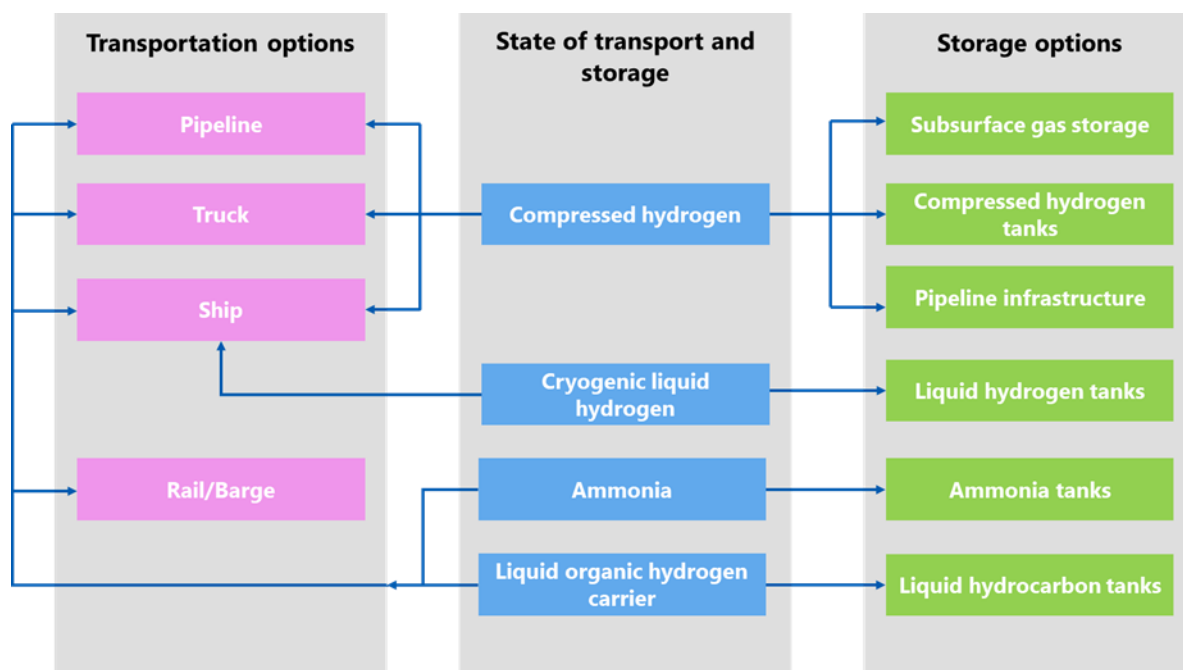 Transportation options
State of transport and
storage
Storage options
Pipeline
Truck
Ship
Rail/Barge
Compressed hydrogen
Cryogenic liquid
hydrogen
Ammonia
Liquid organic hydrogen
carrier
Subsurface gas storage
Compressed hydrogen
tanks
Pipeline infrastructure
Liquid hydrogen tanks
Ammonia tanks
Liquid hydrocarbon tanks